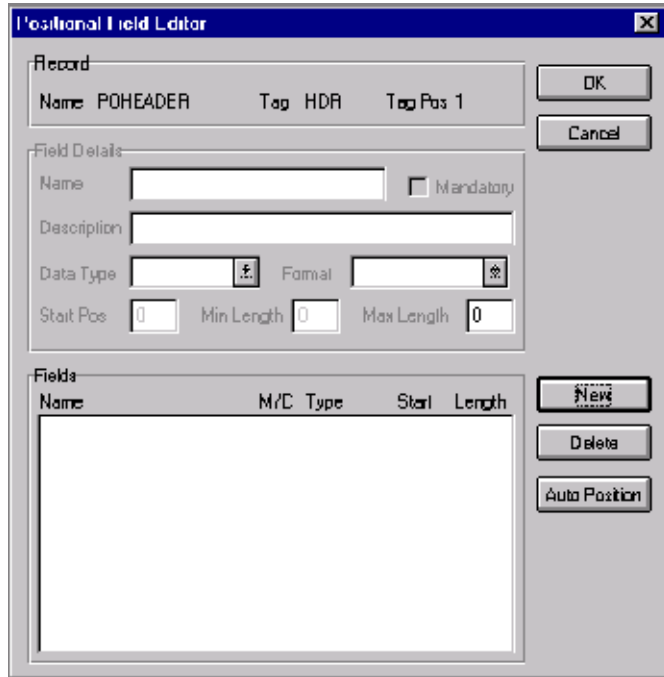 Positional Field Editor
Record
Name POHEADER Tag HDR Tag Pos 1
OK
Cancel
Field Details
Name Mandatory
Description
Data Type Format
Start Pos 0 Min Length 0 Max Length 0
Fields
Name M/C Type Start Length
New
Delete
Auto Position